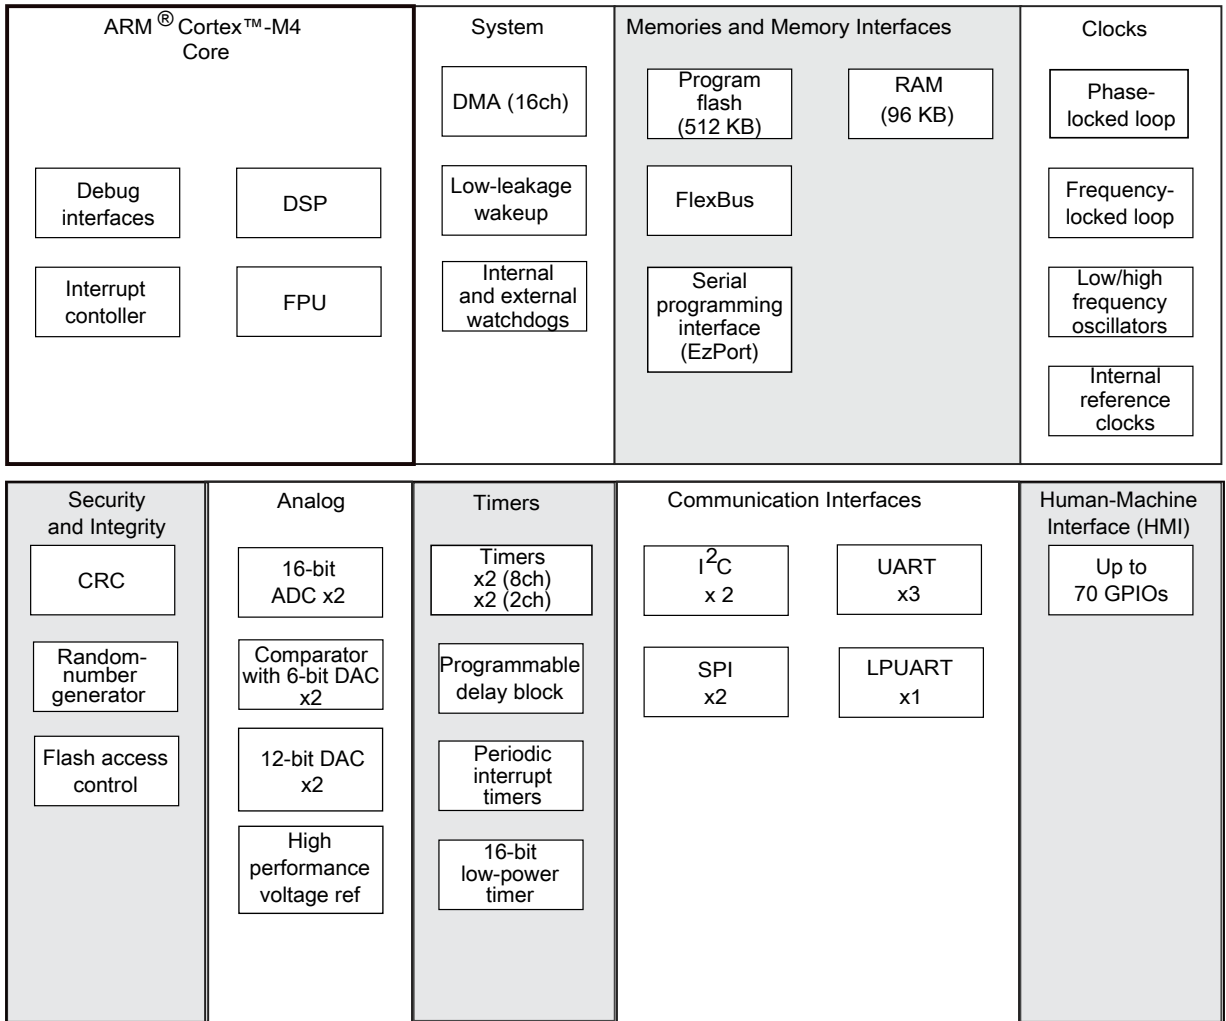 ARM ® Cortex™-M4
Core
Debug
interfaces
DSP
Interrupt
contoller
FPU
System
DMA (16ch)
Low-leakage
wakeup
Internal
and external
watchdogs
Memories and Memory Interfaces
Program
flash
(512 KB)
RAM
(96 KB)
FlexBus
Serial
programming
interface
(EzPort)
Clocks
Phase-
locked loop
Frequency-
locked loop
Low/high
frequency
oscillators
Internal
reference
clocks
Security
and Integrity
CRC
Random-
number
generator
Flash access
control
Analog
16-bit
ADC x2
Comparator
with 6-bit DAC
x2
12-bit DAC
x2
High
performance
voltage ref
Timers
Timers
x2 (8ch)
x2 (2ch)
Programmable
delay block
Periodic
interrupt
timers
16-bit
low-power
timer
Communication Interfaces
I²C
x 2
UART
x3
SPI
x2
LPUART
x1
Human-Machine
Interface (HMI)
Up to
70 GPIOs